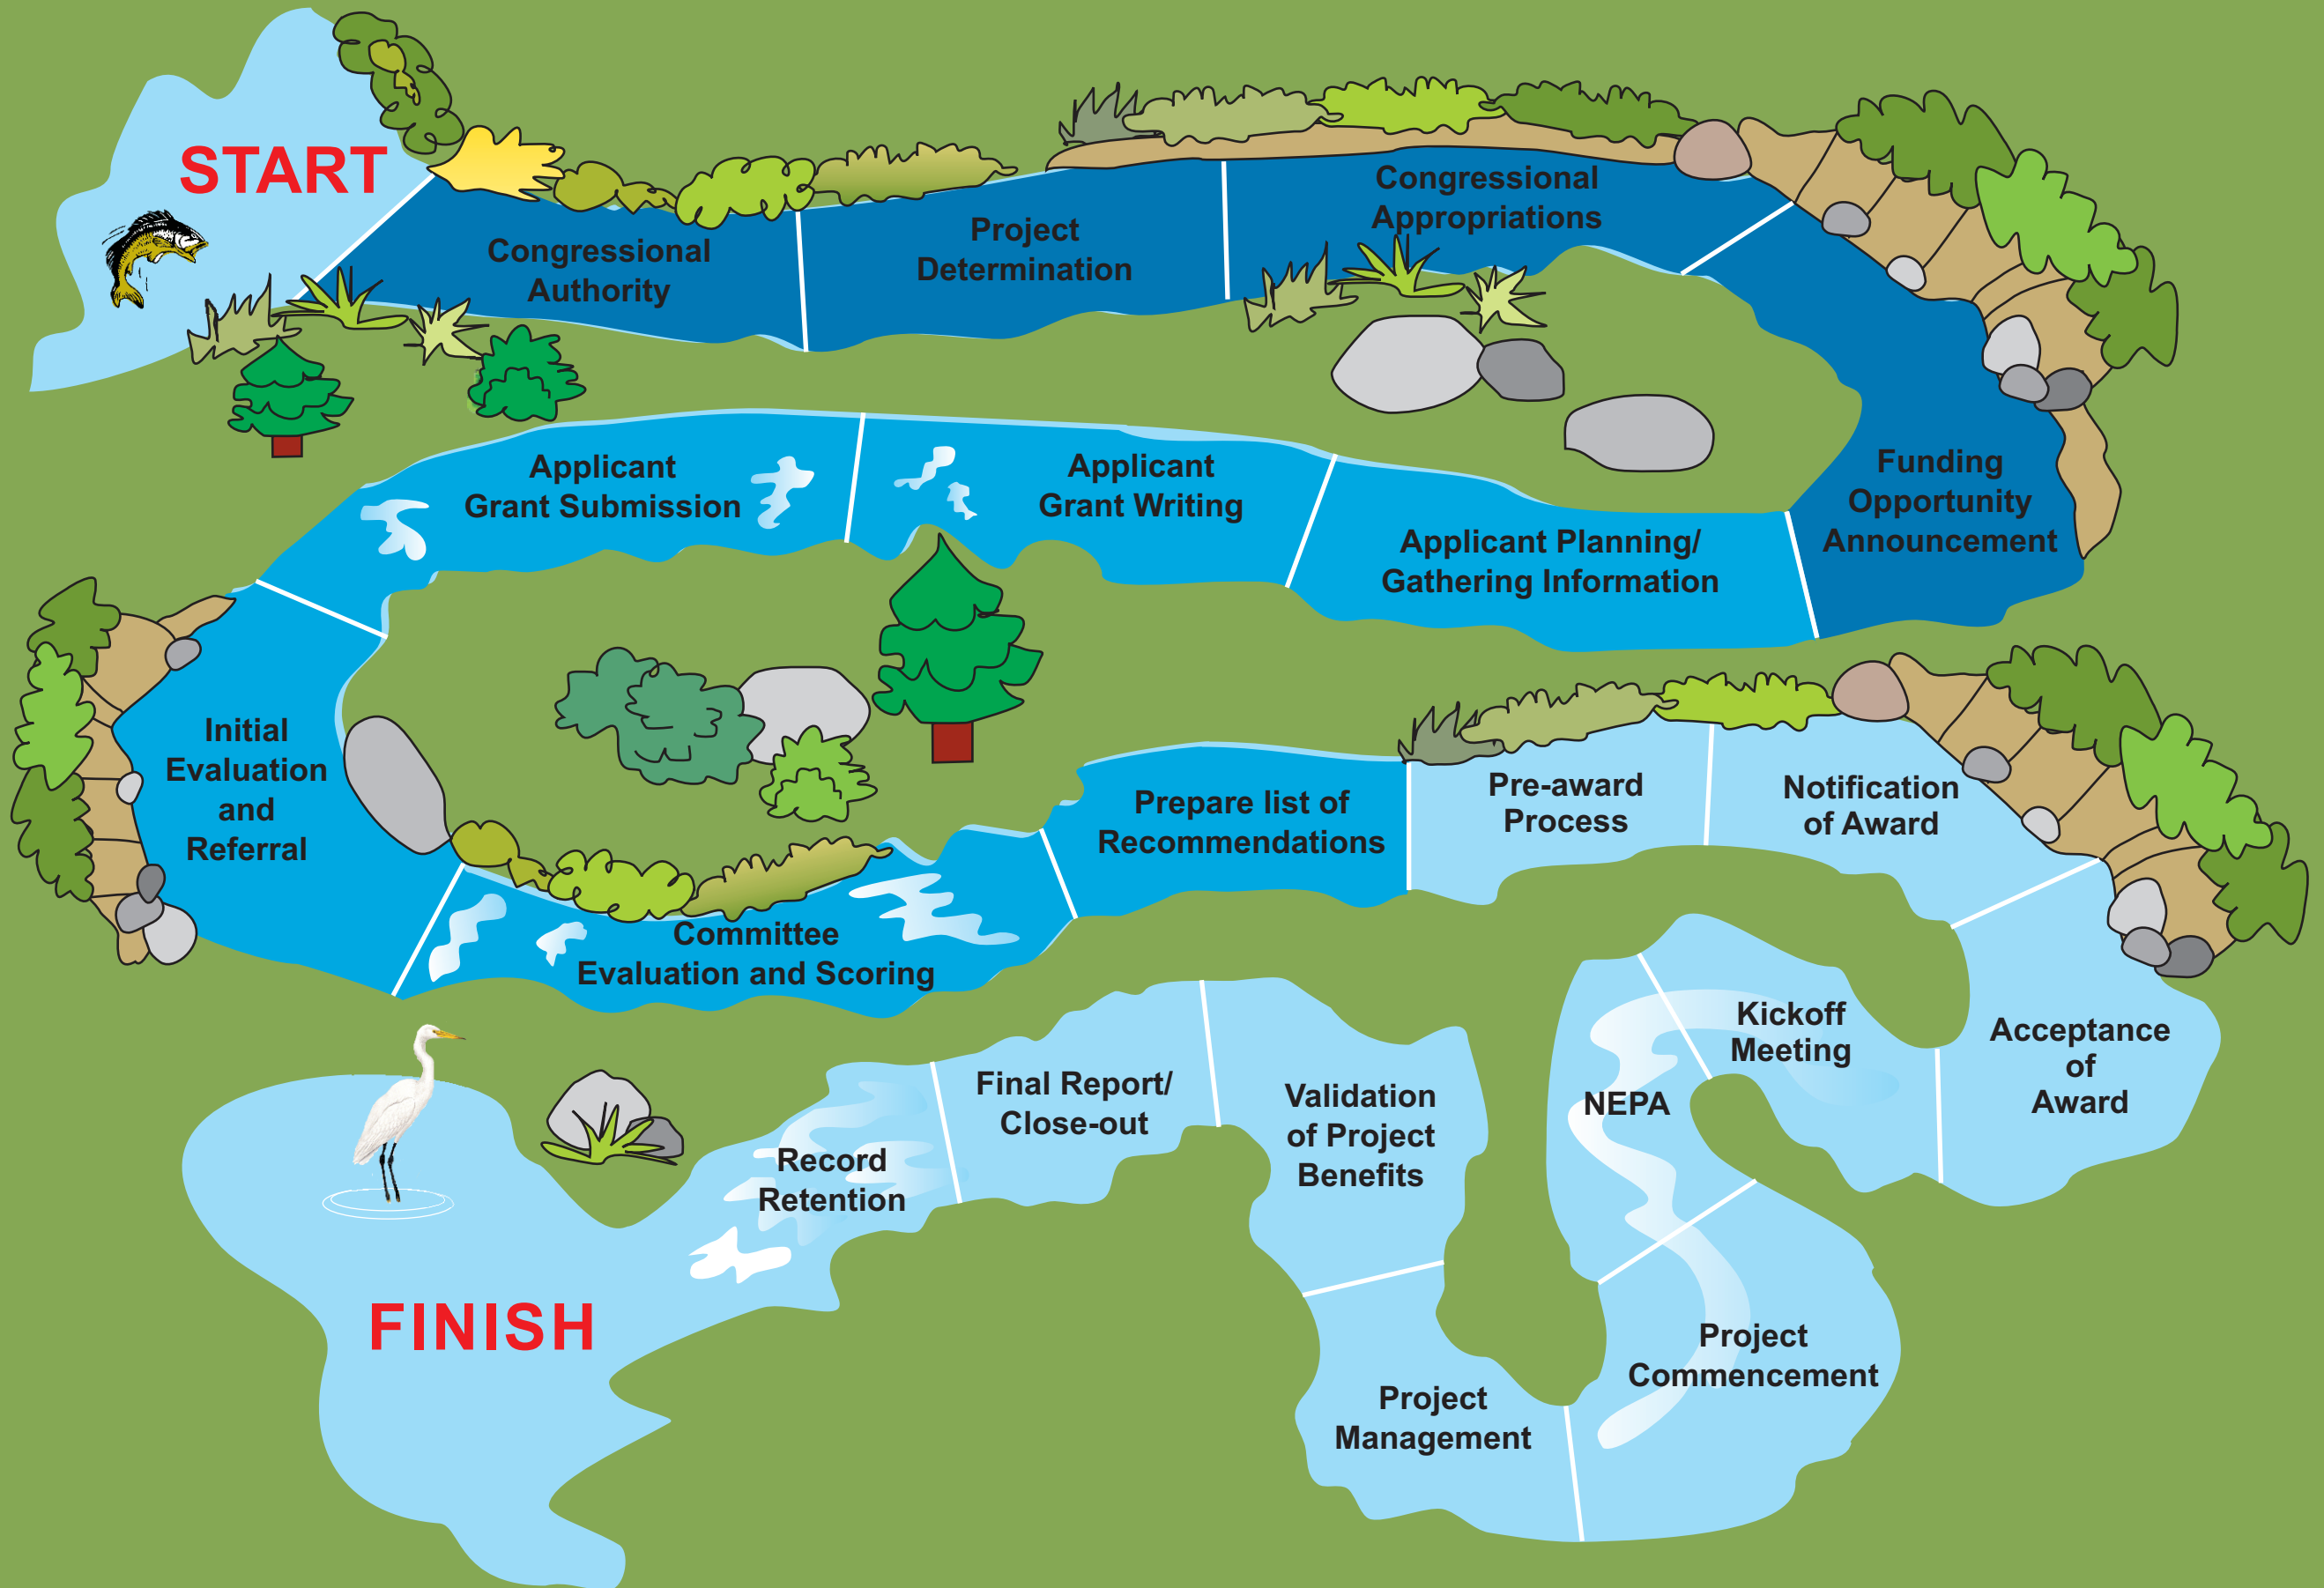 START
Congressional
Authority
Project
Determination
Congressional
Appropriations
Funding
Opportunity
Announcement
Applicant Planning/
Gathering Information
Applicant
Grant Writing
Applicant
Grant Submission
Initial
Evaluation
and
Referral
Committee
Evaluation and Scoring
Prepare list of
Recommendations
Pre-award
Process
Notification
of Award
Acceptance
of
Award
Kickoff
Meeting
NEPA
Project
Commencement
Project
Management
Validation
of Project
Benefits
Final Report/
Close-out
Record
Retention
FINISH